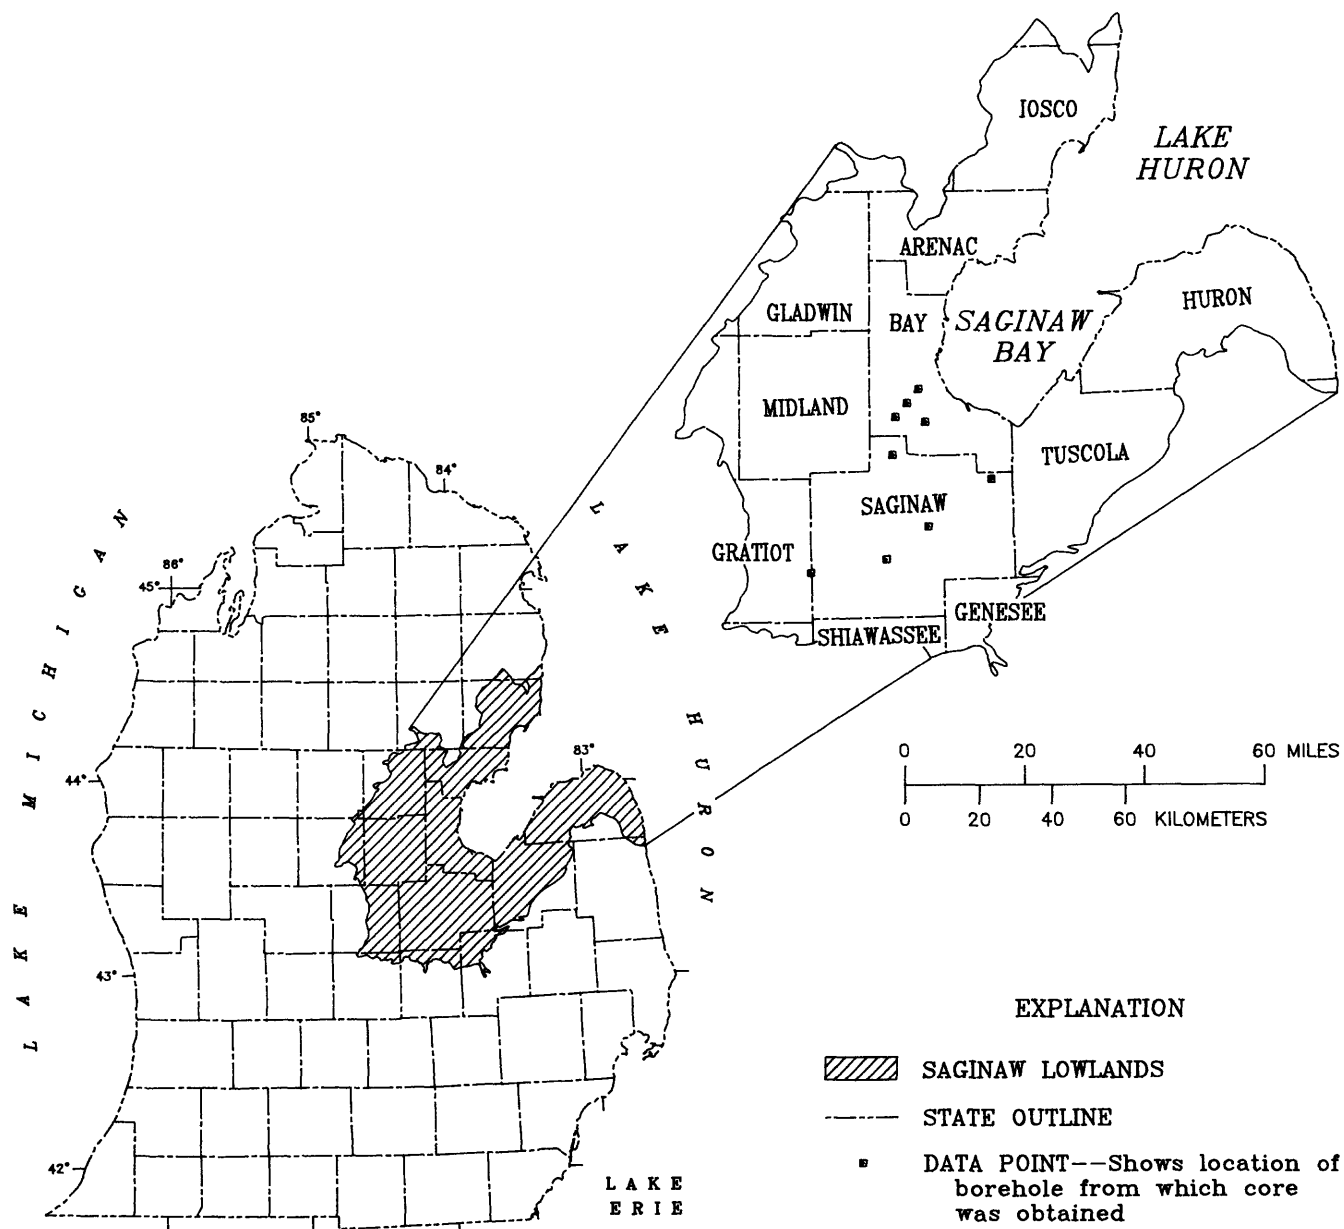 IOSCO
LAKE
HURON
ARENAC
HURON
GLADWIN
BAY
SAGINAW
BAY
MIDLAND
TUSCOLA
SAGINAW
GRATIOT
GENESEE
SHIAWASSEE
85°
84°
86°
45°
LAKE MICHIGAN
LAKE HURON
83°
44°
43°
42°
LAKE
ERIE
0 20 40 60 MILES
0 20 40 60 KILOMETERS
EXPLANATION
SAGINAW LOWLANDS
STATE OUTLINE
DATA POINT--Shows location of
borehole from which core
was obtained